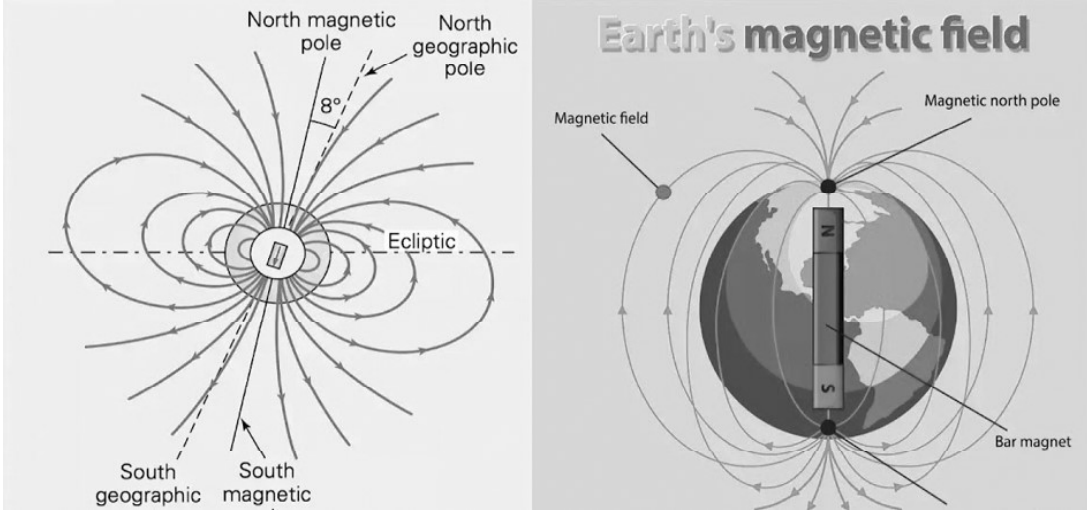 North magnetic
pole
North
geographic
pole
8°
Ecliptic
South
geographic
South
magnetic
Earth's magnetic field
Magnetic field
Magnetic north pole
N
S
Bar magnet